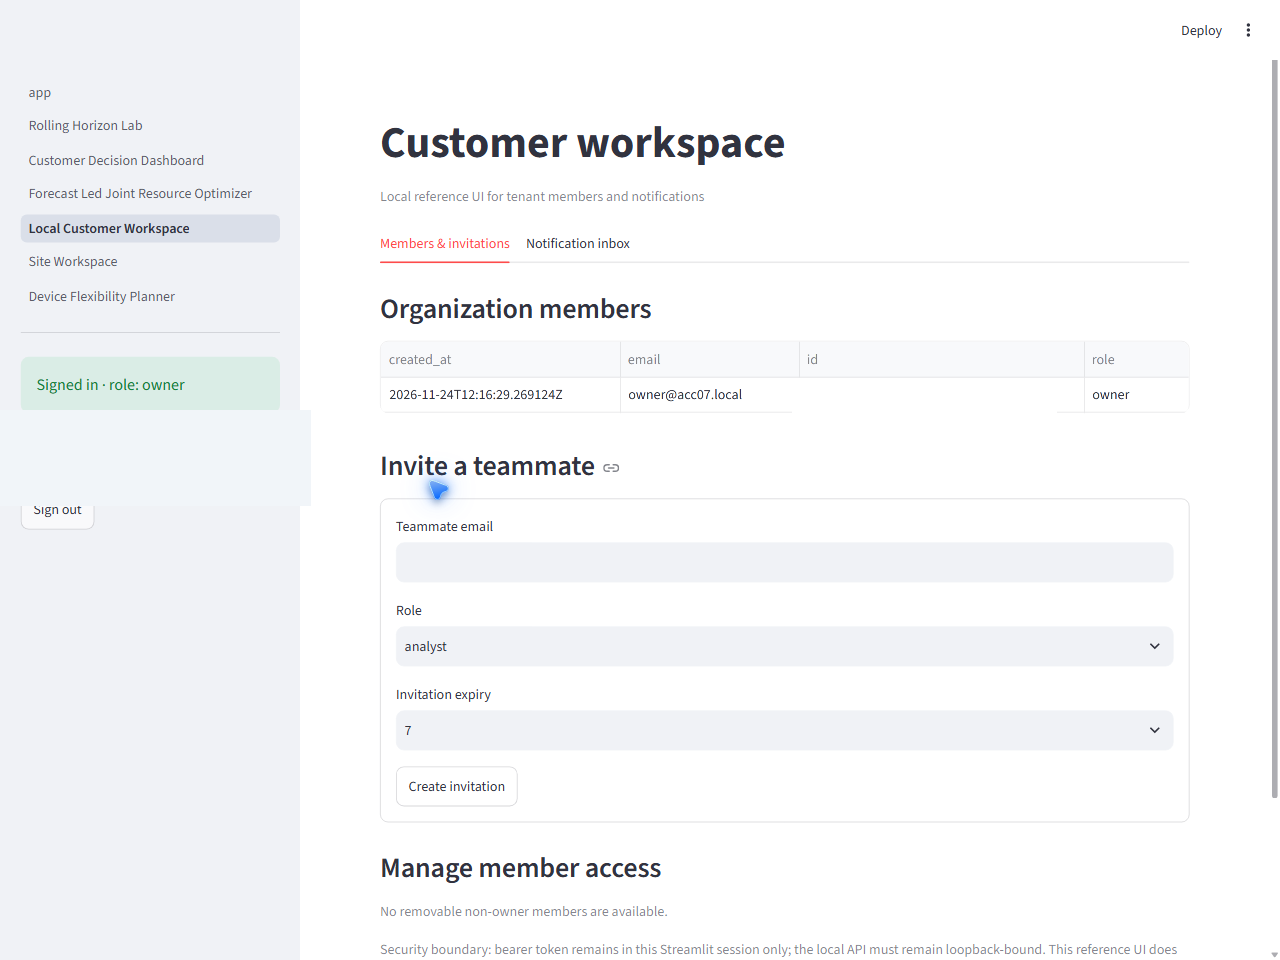 Deploy
app
Rolling Horizon Lab
Customer Decision Dashboard
Forecast Led Joint Resource Optimizer
Local Customer Workspace
Site Workspace
Device Flexibility Planner
Signed in · role: owner
Sign out
Customer workspace
Local reference UI for tenant members and notifications
Members & invitations Notification inbox
Organization members
created_at email id role
2026-11-24T12:16:29.269124Z owner@acc07.local owner
Invite a teammate
Teammate email
Role
analyst
Invitation expiry
7
Create invitation
Manage member access
No removable non-owner members are available.
Security boundary: bearer token remains in this Streamlit session only; the local API must remain loopback-bound. This reference UI does